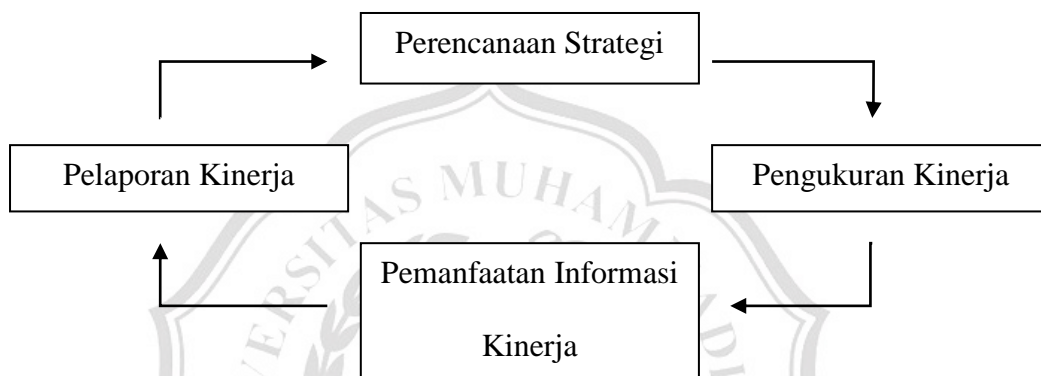 Perencanaan Strategi
Pelaporan Kinerja
Pengukuran Kinerja
Pemanfaatan Informasi
Kinerja